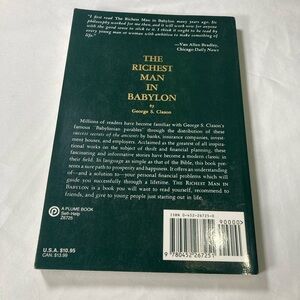 "I first read The Richest Man in Babylon many years ago. Its
philosophy worked for me then, and it will now work for anyone
with the good sense to stick to it. I think it ought to be read by
every young man or woman with ambition to make something of
life."
—Van Allen Bradley,
Chicago Daily News
THE
RICHEST
MAN
IN
BABYLON
by
George S. Clason
Millions of readers have become familiar with George S. Clason's
famous "Babylonian parables" through the distribution of these
success secrets of the ancients by banks, insurance companies, invest-
ment houses, and employers. Acclaimed as the greatest of all inspira-
tional works on the subject of thrift and financial planning, these
fascinating and informative stories have become a modern classic in
their field. In language as simple as that of the Bible, this book pre-
sents a sure path to prosperity and happiness. It offers an understanding
of—and a solution to—your personal financial problems which will
guide you successfully through a lifetime. THE RICHEST MAN IN
BABYLON is a book you will want to read yourself, recommend to
friends, and give to young people just starting out in life.
A PLUME BOOK
Self-Help
Z6725
U.S.A. $10.95
CAN. $13.99
ISBN 0-452-26725-0
90000>
9 780452 267251